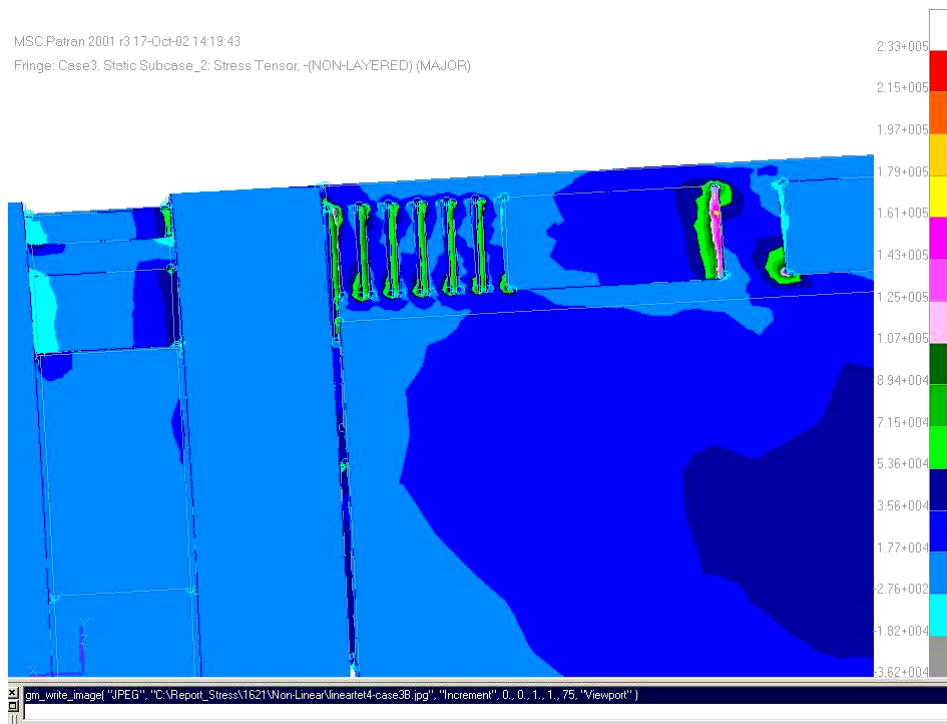 MSC.Patran 2001 r3 17-Oct-02 14:19:43
Fringe: Case3, Static Subcase_2: Stress Tensor, -(NON-LAYERED) (MAJOR)
2.33+005
2.15+005
1.97+005
1.79+005
1.61+005
1.43+005
1.25+005
1.07+005
8.94+004
7.15+004
5.36+004
3.56+004
1.77+004
-2.76+002
-1.82+004
-3.62+004
Y
Z
X
gm_write_image( "JPEG", "C:\Report_Stress\1621\Non-Linear\lineartet4-case3B.jpg", "Increment", 0., 0., 1., 1., 75, "Viewport" )